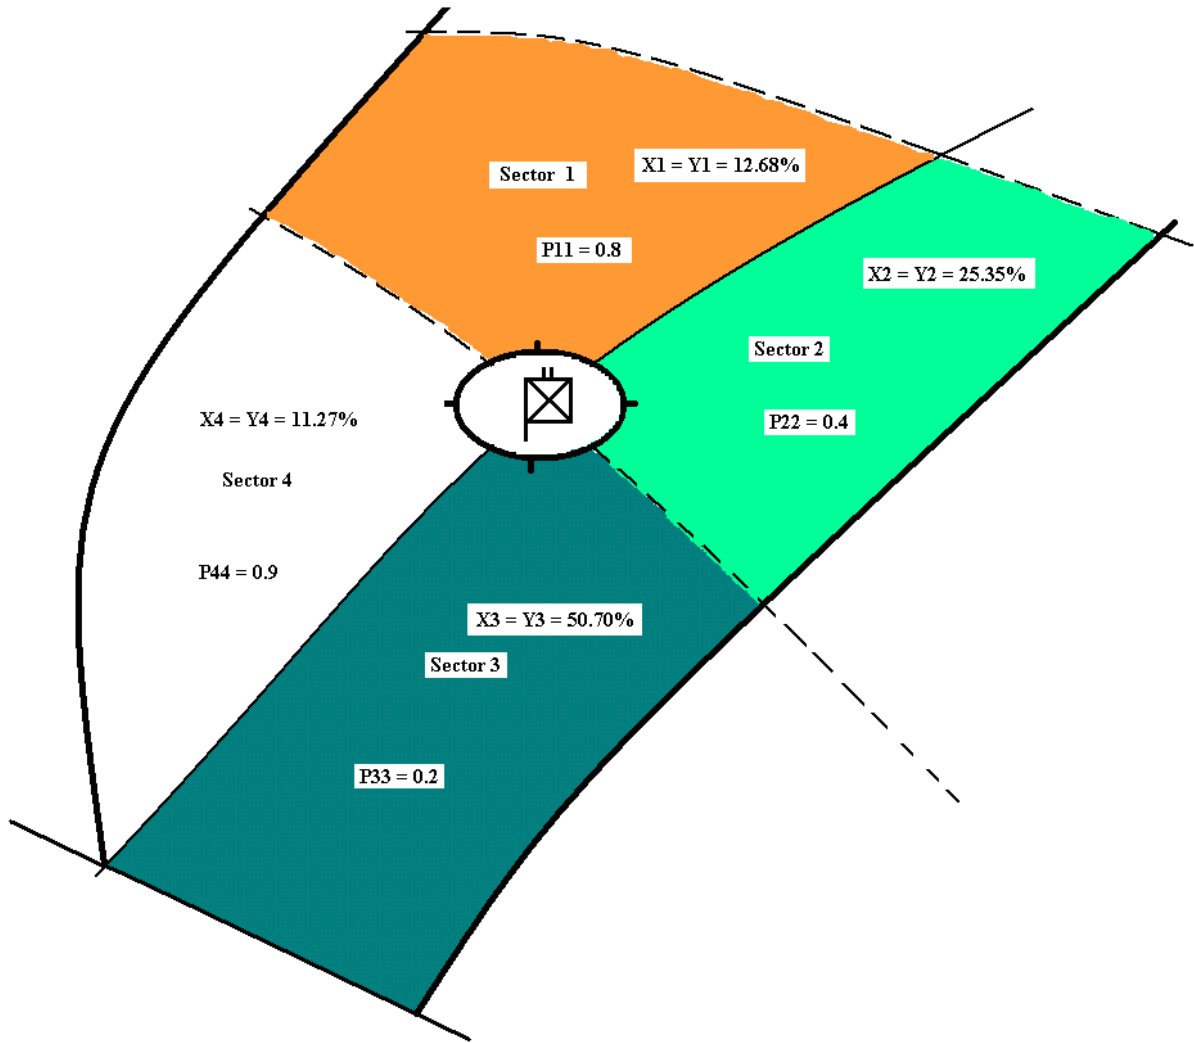 X1 = Y1 = 12.68%
Sector 1
P11 = 0.8
X2 = Y2 = 25.35%
Sector 2
P22 = 0.4
X4 = Y4 = 11.27%
Sector 4
P44 = 0.9
X3 = Y3 = 50.70%
Sector 3
P33 = 0.2